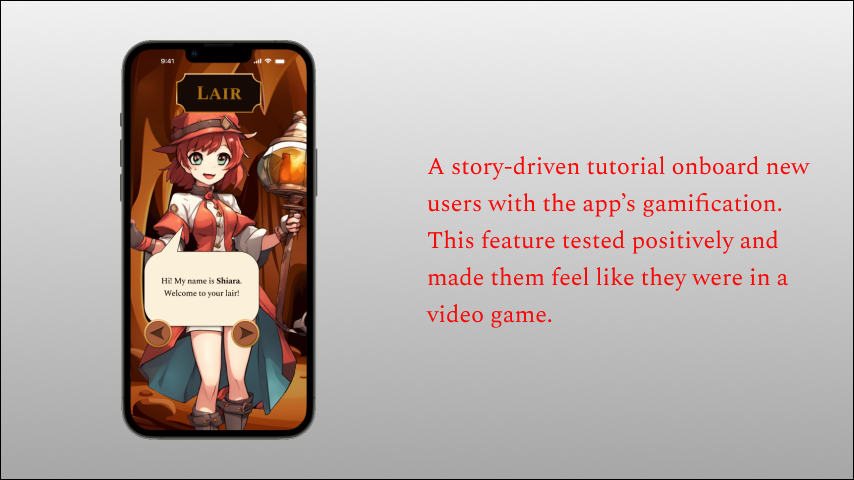 9:41
LAIR
Hi! My name is Shiara.
Welcome to your lair!
A story-driven tutorial onboard new
users with the app’s gamification.
This feature tested positively and
made them feel like they were in a
video game.